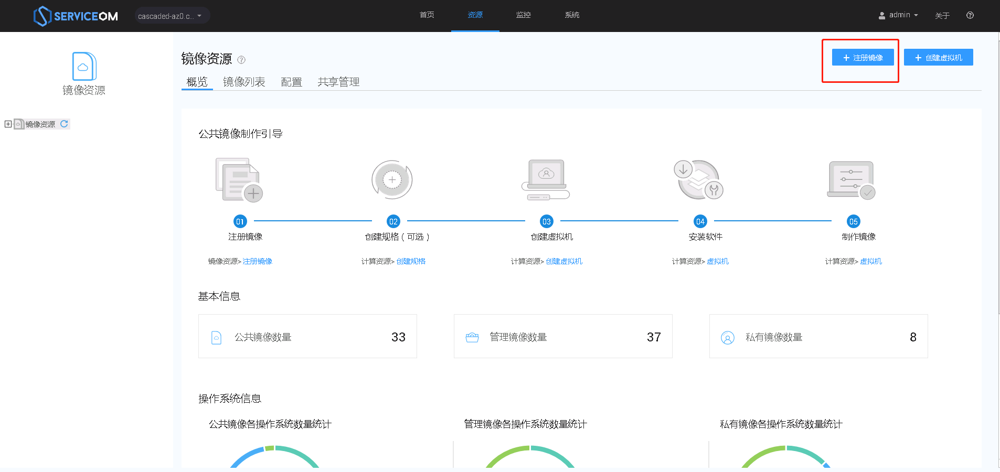 SERVICEOM
cascaded-az0.c...
首页
资源
监控
系统
admin
关于
镜像资源
镜像资源
镜像资源
+ 注册镜像
+ 创建虚拟机
概览
镜像列表
配置
共享管理
公共镜像制作引导
01
02
03
04
05
注册镜像
创建规格 ( 可选 )
创建虚拟机
安装软件
制作镜像
镜像资源> 注册镜像
计算资源> 创建规格
计算资源> 创建虚拟机
计算资源> 虚拟机
计算资源> 虚拟机
基本信息
公共镜像数量 33
管理镜像数量 37
私有镜像数量 8
操作系统信息
公共镜像各操作系统数量统计
管理镜像各操作系统数量统计
私有镜像各操作系统数量统计